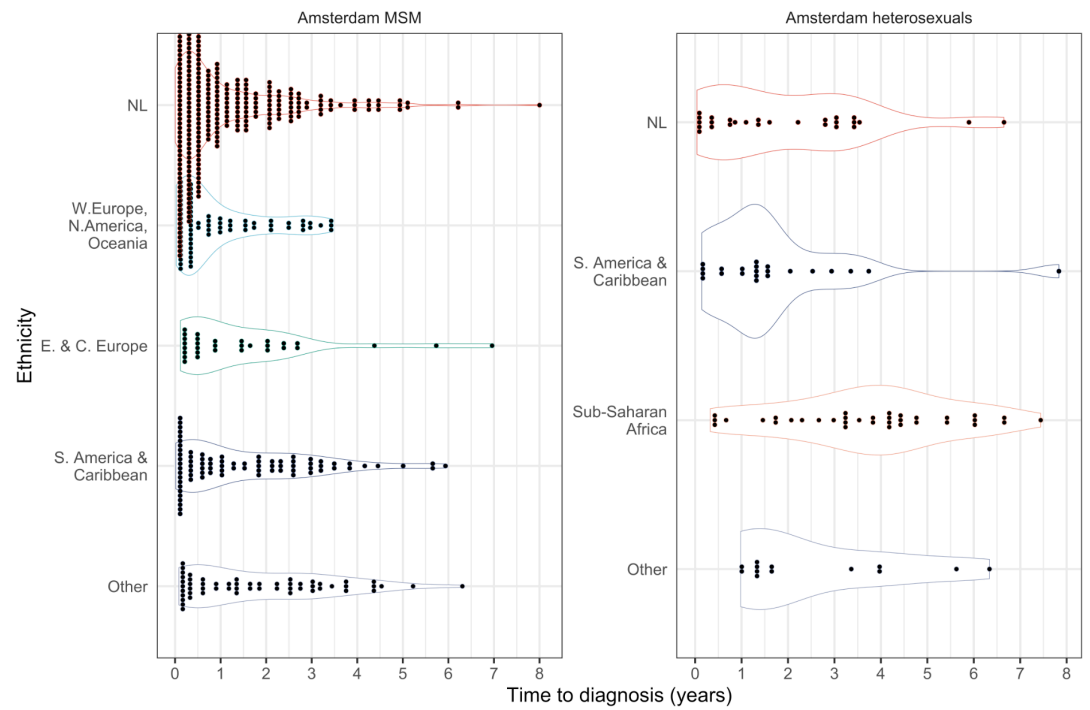 Amsterdam MSM
Amsterdam heterosexuals
Ethnicity
NL
W.Europe,
N.America,
Oceania
E. & C. Europe
S. America &
Caribbean
Other
0 1 2 3 4 5 6 7 8
NL
S. America &
Caribbean
Sub-Saharan
Africa
Other
0 1 2 3 4 5 6 7 8
Time to diagnosis (years)